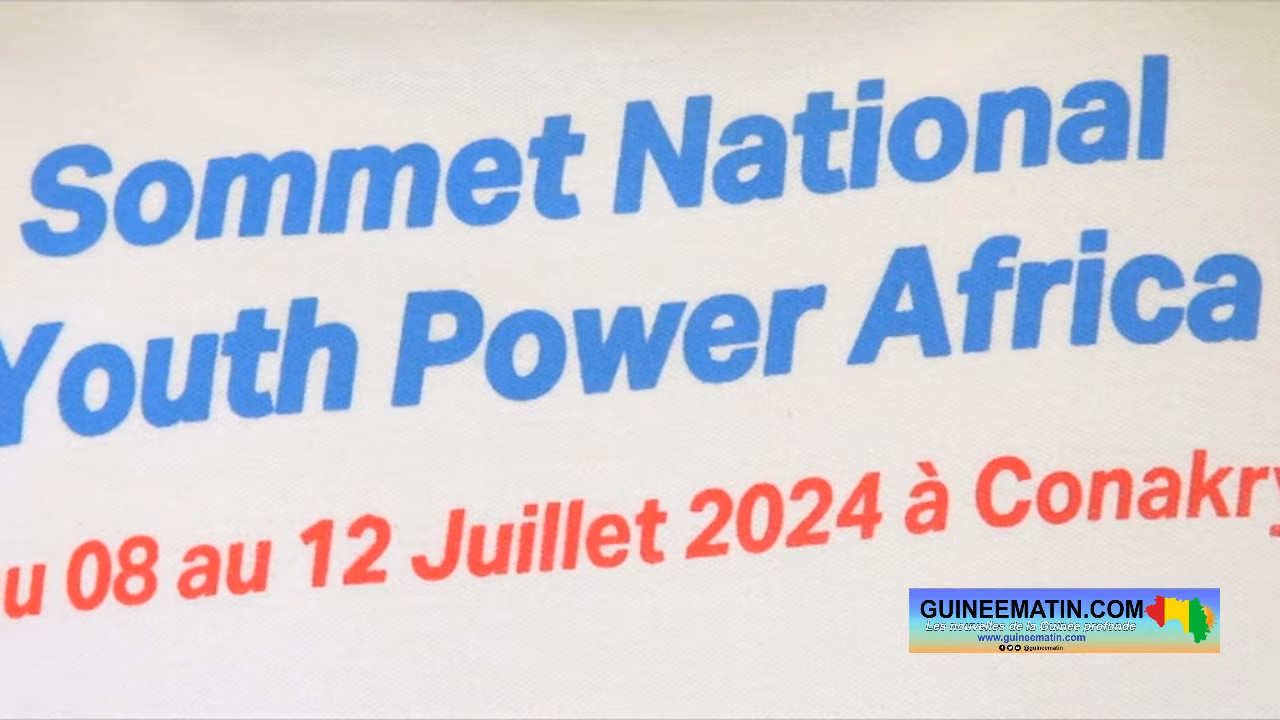 Sommet National
Youth Power Africa
u 08 au 12 Juillet 2024 à Conakry
GUINEEMATIN.COM
Les nouvelles de la Guinée profonde
www.guineematin.com
@guineematin